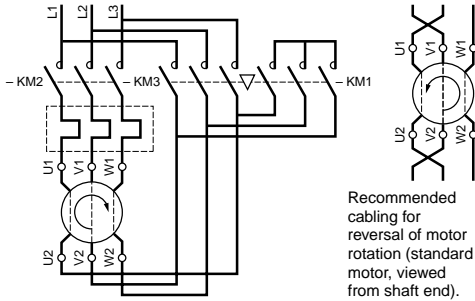 L1 L2 L3
– KM2 – KM3 – KM1
U1 V1 W1
U2 V2 W2
U1 V1 W1
U2 V2 W2
Recommended
cabling for
reversal of motor
rotation (standard
motor, viewed
from shaft end).